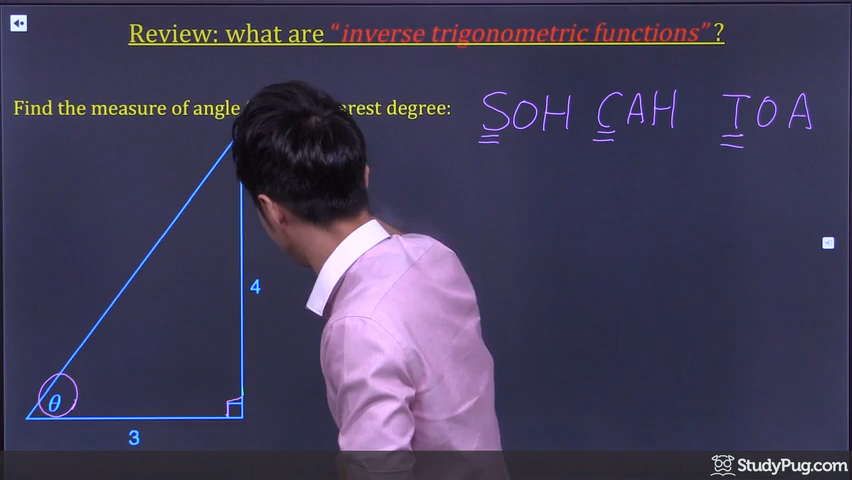 Review: what are “inverse trigonometric functions”?
Find the measure of angle
degree:
SOH CAH TOA
4
θ
3
StudyPug.com